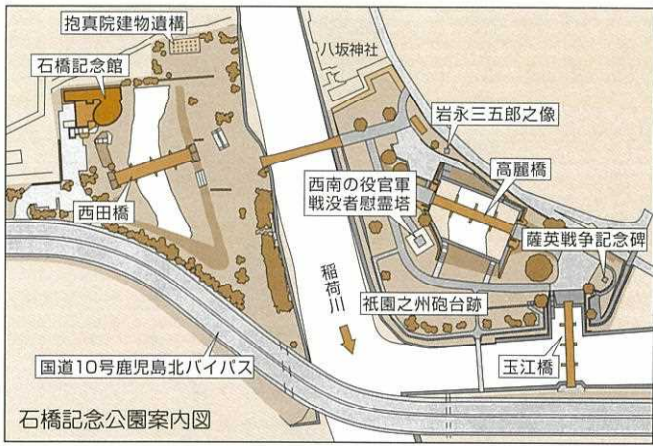 抱真院建物遺構
石橋記念館
八坂神社
岩永三五郎之像
高麗橋
西南の役官軍
戦没者慰霊塔
西田橋
薩英戦争記念碑
稲荷川
祇園之州砲台跡
国道10号鹿児島北バイパス
玉江橋
石橋記念公園案内図